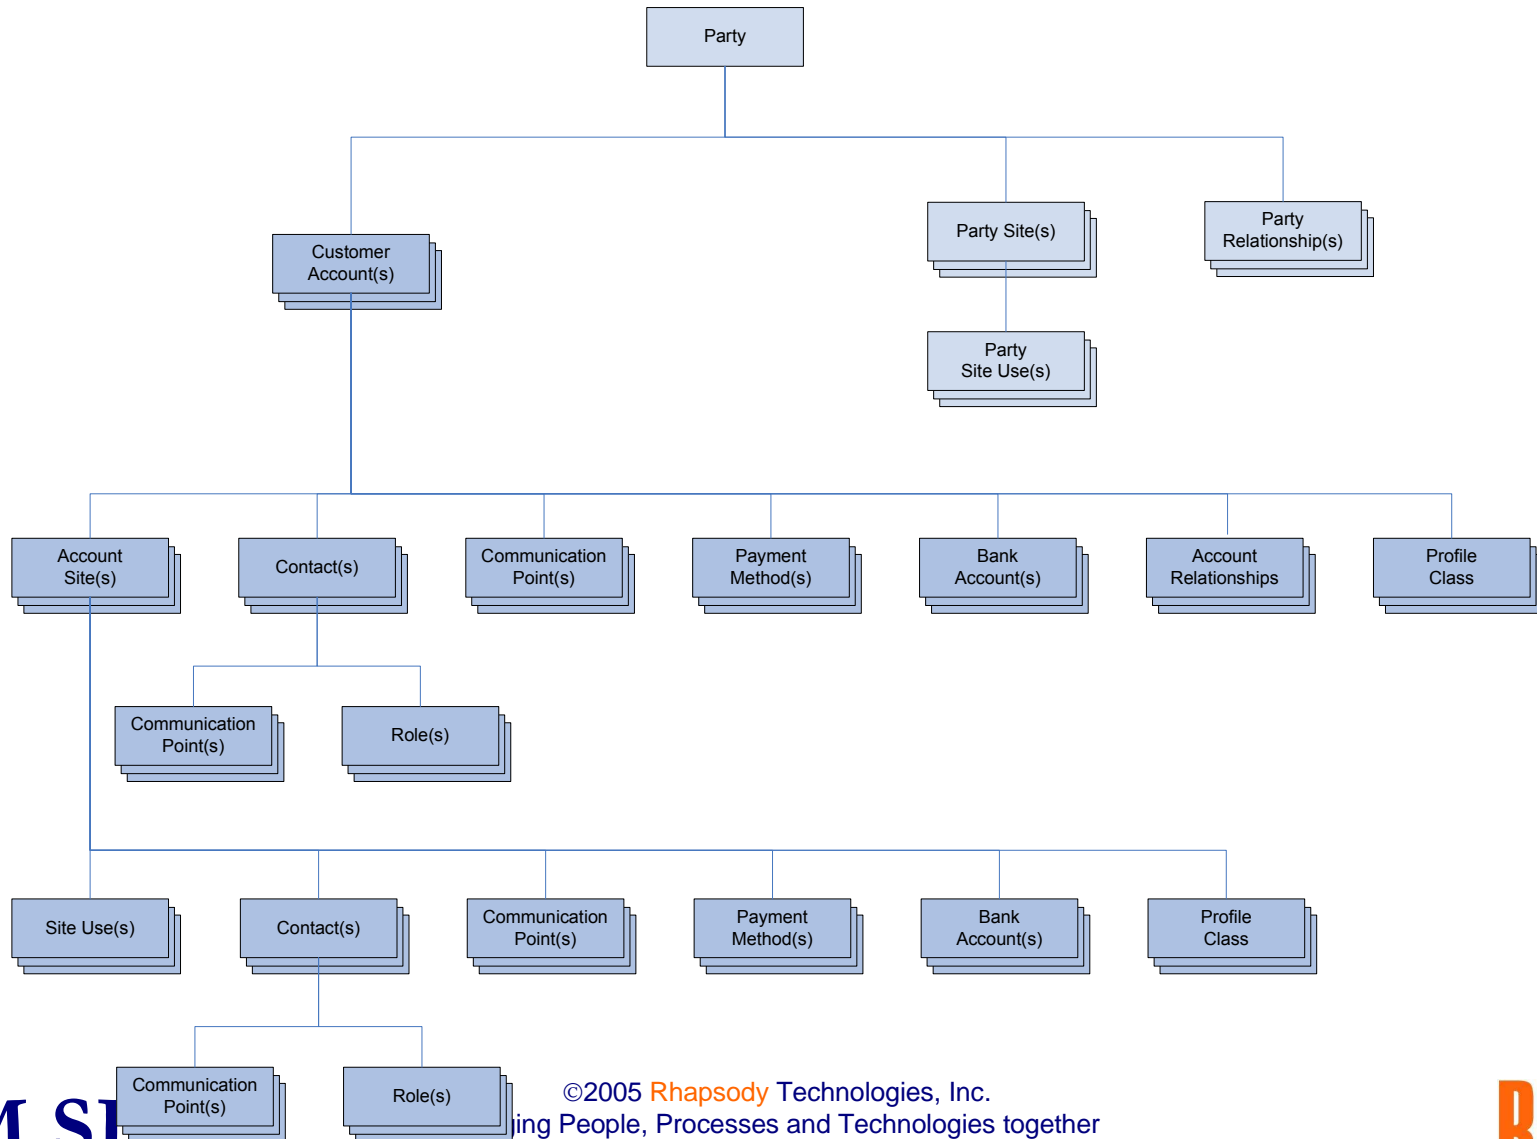 Party
Party Site(s)
Party
Relationship(s)
Customer
Account(s)
Party
Site Use(s)
Account
Site(s)
Contact(s)
Communication
Point(s)
Payment
Method(s)
Bank
Account(s)
Account
Relationships
Profile
Class
Communication
Point(s)
Role(s)
Site Use(s)
Contact(s)
Communication
Point(s)
Payment
Method(s)
Bank
Account(s)
Profile
Class
Communication
Point(s)
Role(s)
©2005 Rhapsody Technologies, Inc.
People, Processes and Technologies together